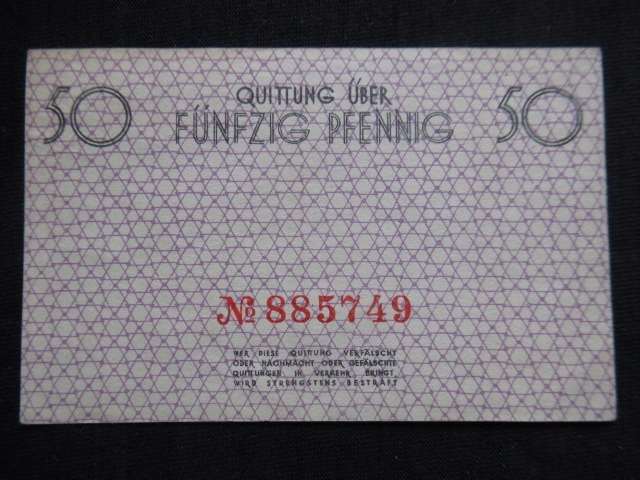 50
QUITTUNG ÜBER
FÜNFZIG PFENNIG
50
№ 885749
WER DIESE QUITTUNG VERFÄLSCHT
ODER NACHMACHT ODER GEFÄLSCHTE
QUITTUNGEN IN VERKEHR BRINGT,
WIRD STRENGSTENS BESTRAFT